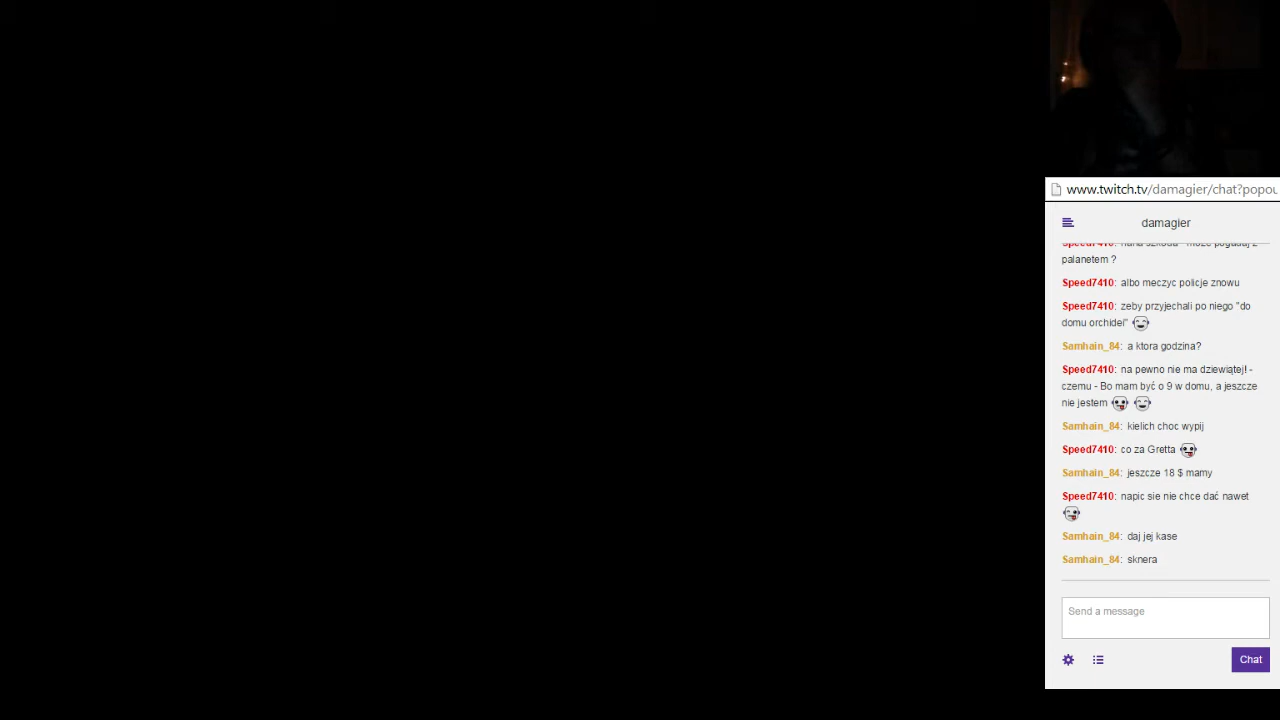 www.twitch.tv/damagier/chat?popou
damagier
palanetem ?
Speed7410: albo meczyc policje znowu
Speed7410: zeby przyjechali po niego "do
domu orchidei"
Samhain_84: a ktora godzina?
Speed7410: na pewno nie ma dziewiątej! -
czemu - Bo mam być o 9 w domu, a jeszcze
nie jestem
Samhain_84: kielich choc wypij
Speed7410: co za Gretta
Samhain_84: jeszcze 18 $ mamy
Speed7410: napic sie nie chce dać nawet
Samhain_84: daj jej kase
Samhain_84: sknera
Send a message
Chat